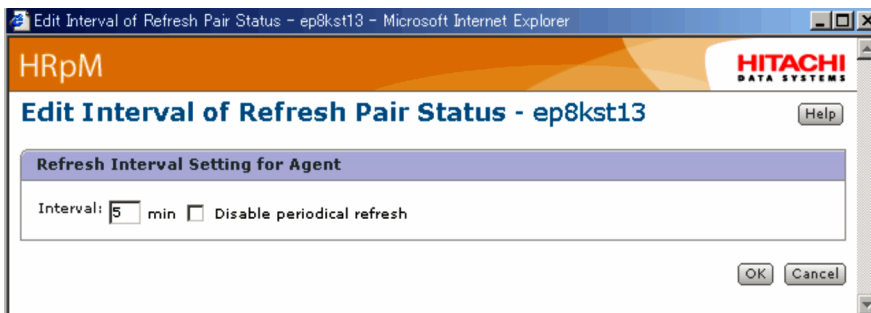 Edit Interval of Refresh Pair Status - ep8kst13 - Microsoft Internet Explorer
HRpM
HITACHI
DATA SYSTEMS
Edit Interval of Refresh Pair Status - ep8kst13
Help
Refresh Interval Setting for Agent
Interval: 5 min Disable periodical refresh
OK Cancel